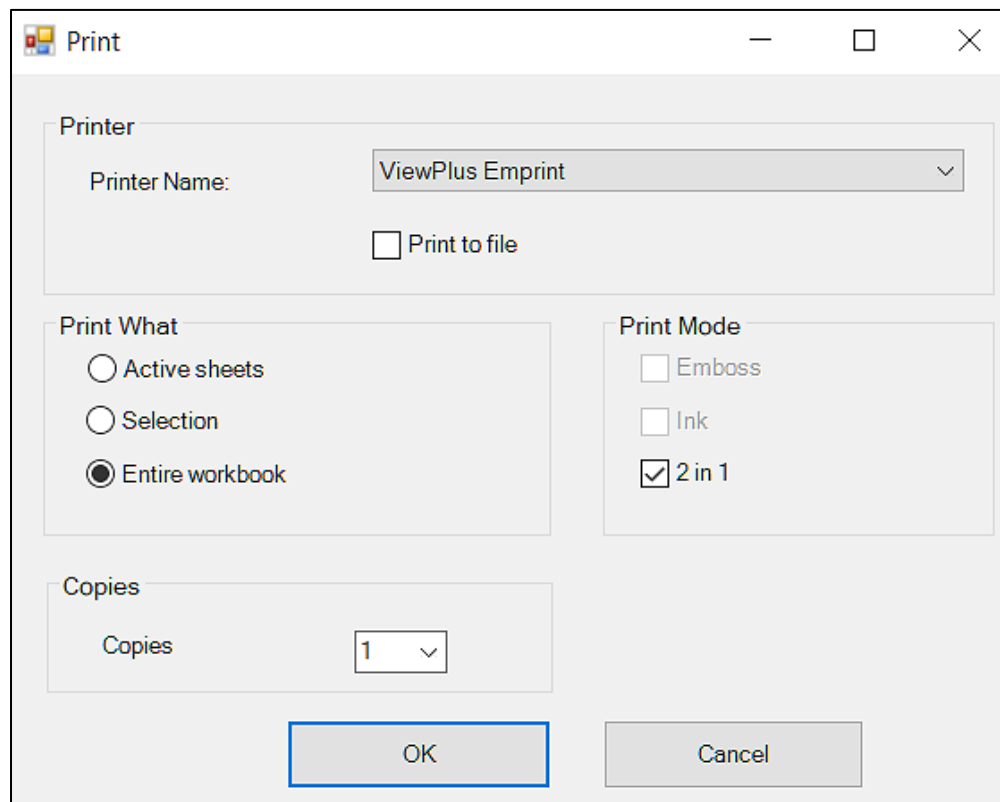 Print
Printer
Printer Name:
ViewPlus Emprint
Print to file
Print What
Active sheets
Selection
Entire workbook
Print Mode
Emboss
Ink
2 in 1
Copies
Copies
1
OK
Cancel